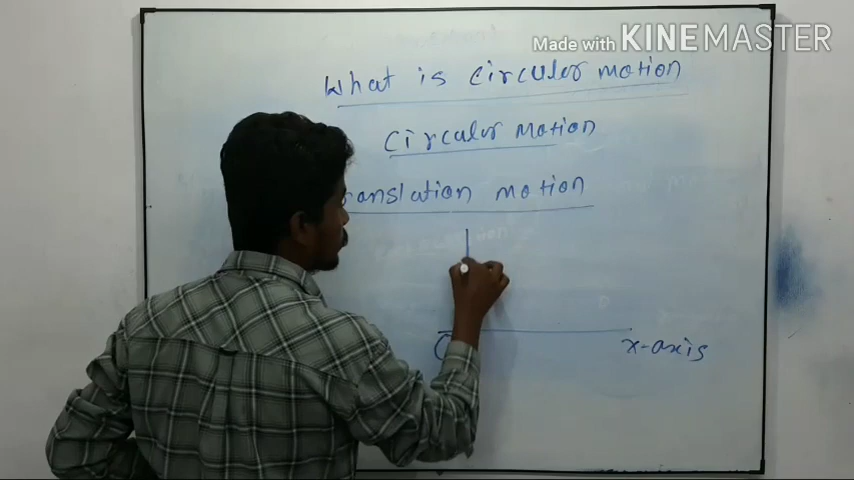 Made with KINEMASTER
What is circular motion
circular motion
ranslation motion
x-axis